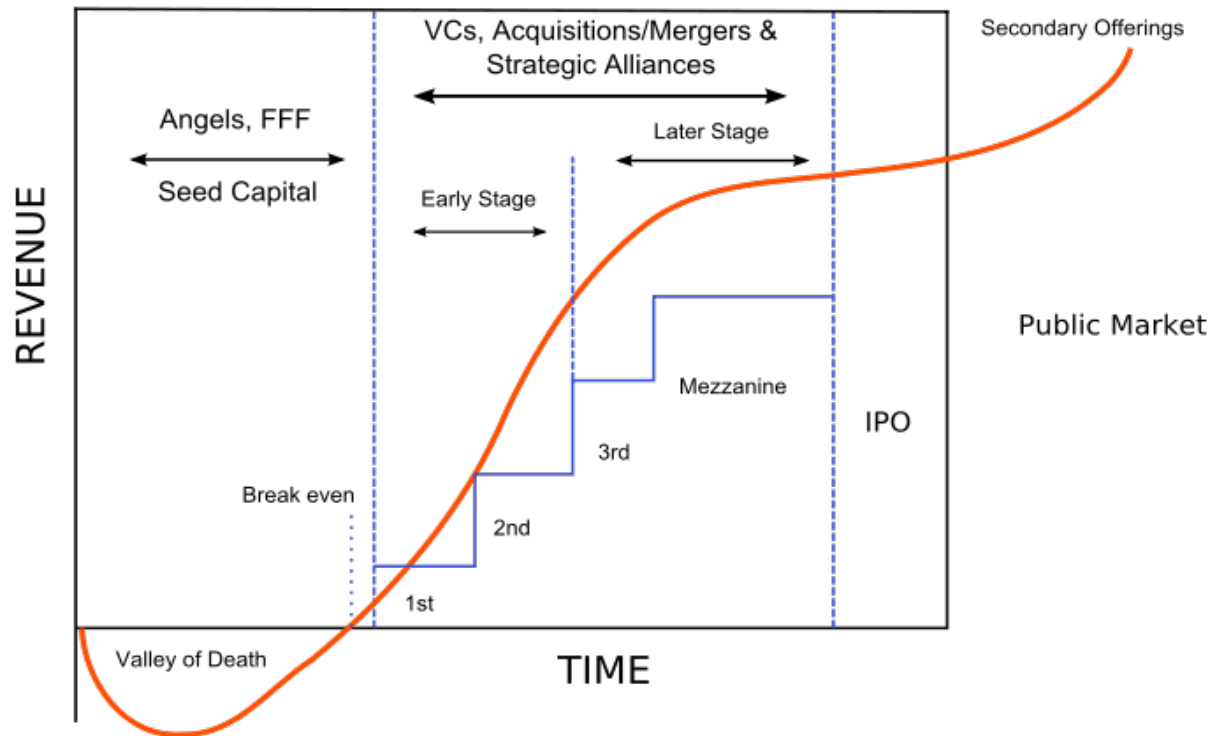 VCs, Acquisitions/Mergers &
Strategic Alliances
Secondary Offerings
Angels, FFF
Seed Capital
Later Stage
Early Stage
REVENUE
Public Market
Mezzanine
IPO
3rd
Break even
2nd
1st
Valley of Death
TIME